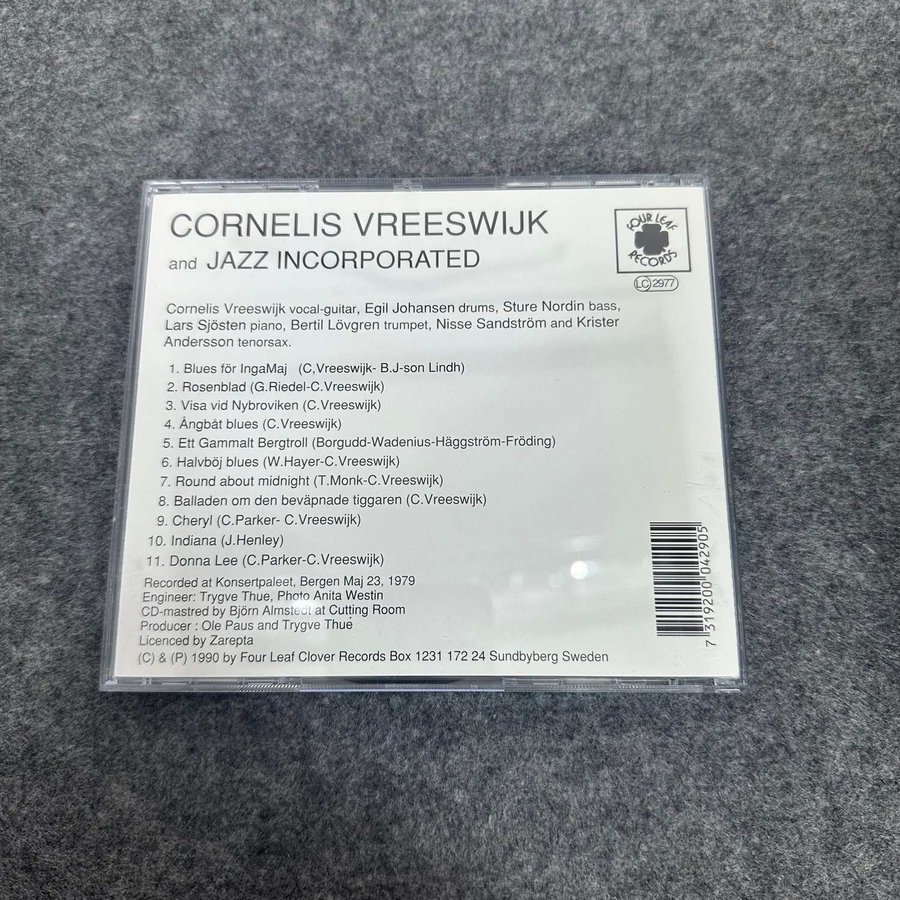 CORNELIS VREESWIJK
and JAZZ INCORPORATED
FOUR LEAF
RECORDS
LC 2977
Cornelis Vreeswijk vocal-guitar, Egil Johansen drums, Sture Nordin bass,
Lars Sjösten piano, Bertil Lövgren trumpet, Nisse Sandström and Krister
Andersson tenorsax.
1. Blues för IngaMaj (C,Vreeswijk- B.J-son Lindh)
2. Rosenblad (G.Riedel-C.Vreeswijk)
3. Visa vid Nybroviken (C.Vreeswijk)
4. Ångbåt blues (C.Vreeswijk)
5. Ett Gammalt Bergtroll (Borgudd-Wadenius-Häggström-Fröding)
6. Halvböj blues (W.Hayer-C.Vreeswijk)
7. Round about midnight (T.Monk-C.Vreeswijk)
8. Balladen om den beväpnade tiggaren (C.Vreeswijk)
9. Cheryl (C.Parker- C.Vreeswijk)
10. Indiana (J.Henley)
11. Donna Lee (C.Parker-C.Vreeswijk)
Recorded at Konsertpaleet, Bergen Maj 23, 1979
Engineer: Trygve Thue, Photo Anita Westin
CD-mastred by Björn Almstedt at Cutting Room
Producer : Ole Paus and Trygve Thue
Licenced by Zarepta
(C) & (P) 1990 by Four Leaf Clover Records Box 1231 172 24 Sundbyberg Sweden
7 319200 042905